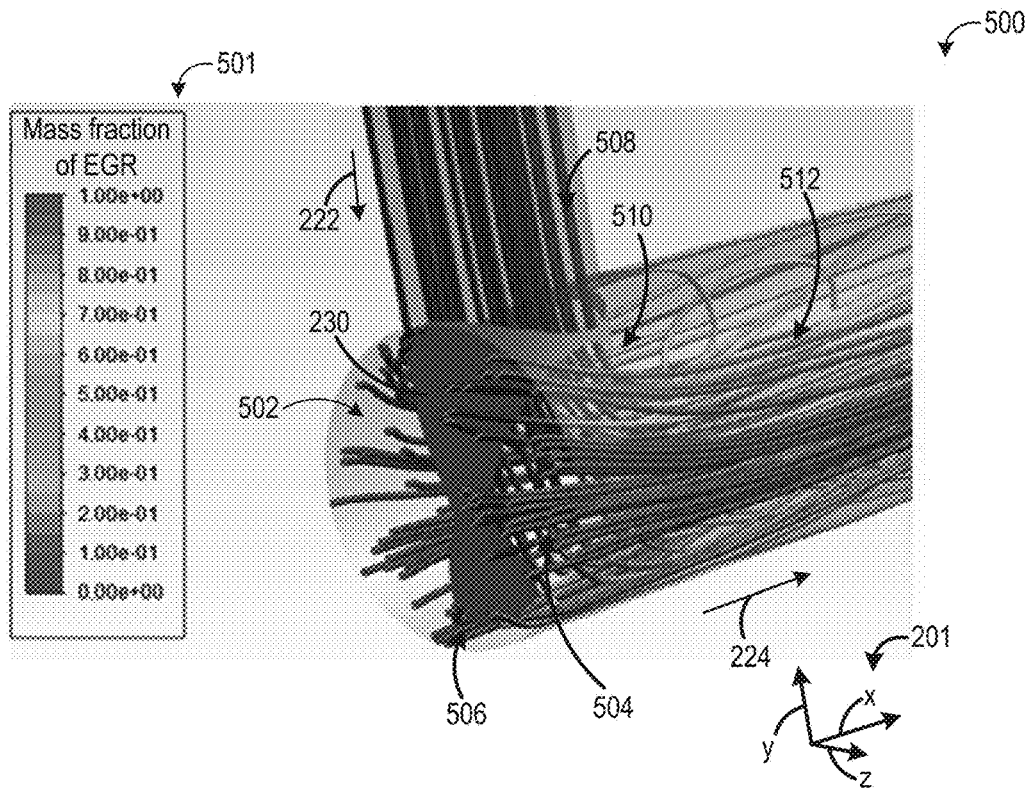 500
501
Mass fraction
of EGR
1.00e+00
9.00e-01
8.00e-01
7.00e-01
6.00e-01
5.00e-01
4.00e-01
3.00e-01
2.00e-01
1.00e-01
0.00e+00
222
508
510
512
230
502
506
504
224
201
x
y
z